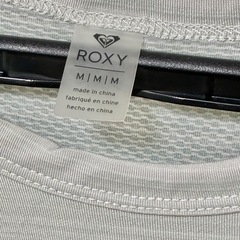 ROXY
M|M|M
made in china
fabriqué en chine
hecho en china